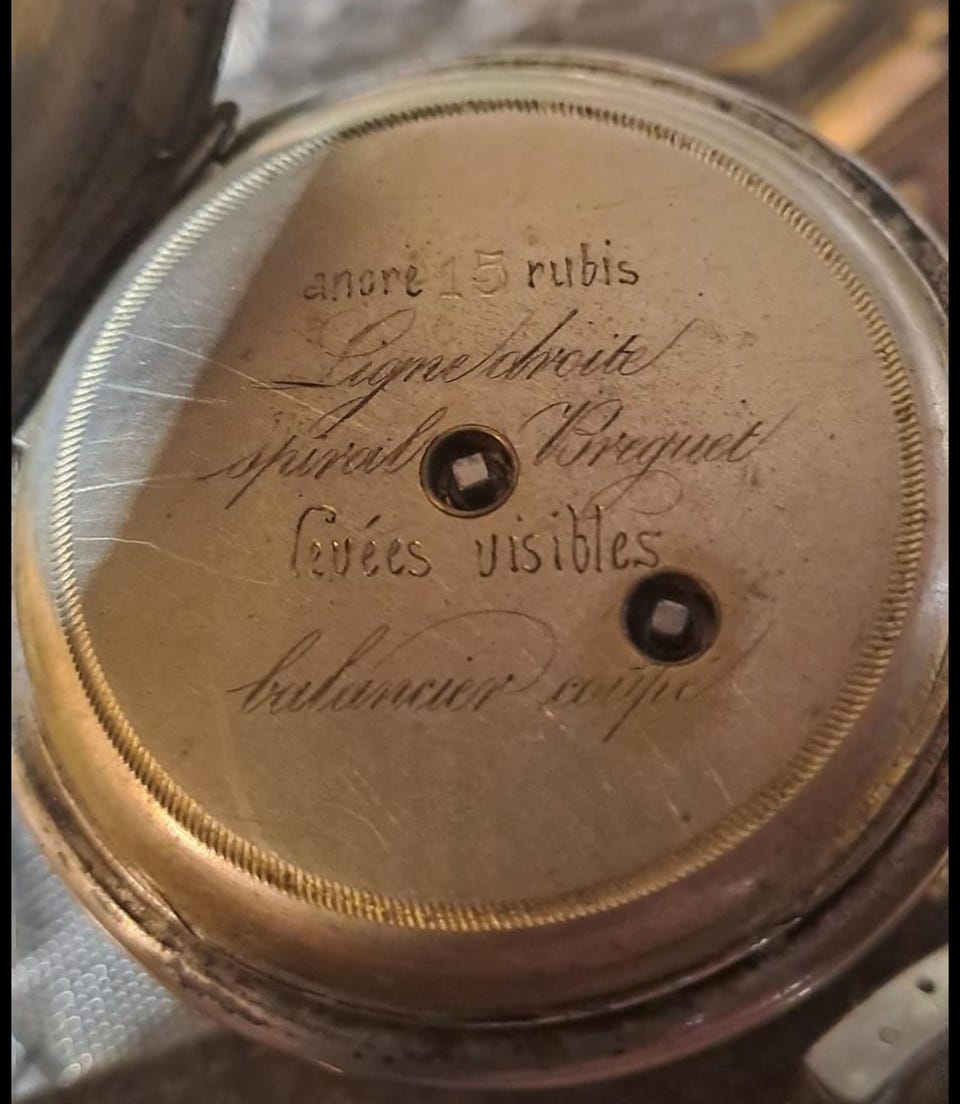 ancre 15 rubis
Ligne droite
spiral Breguet
levées visibles
balancier coupé